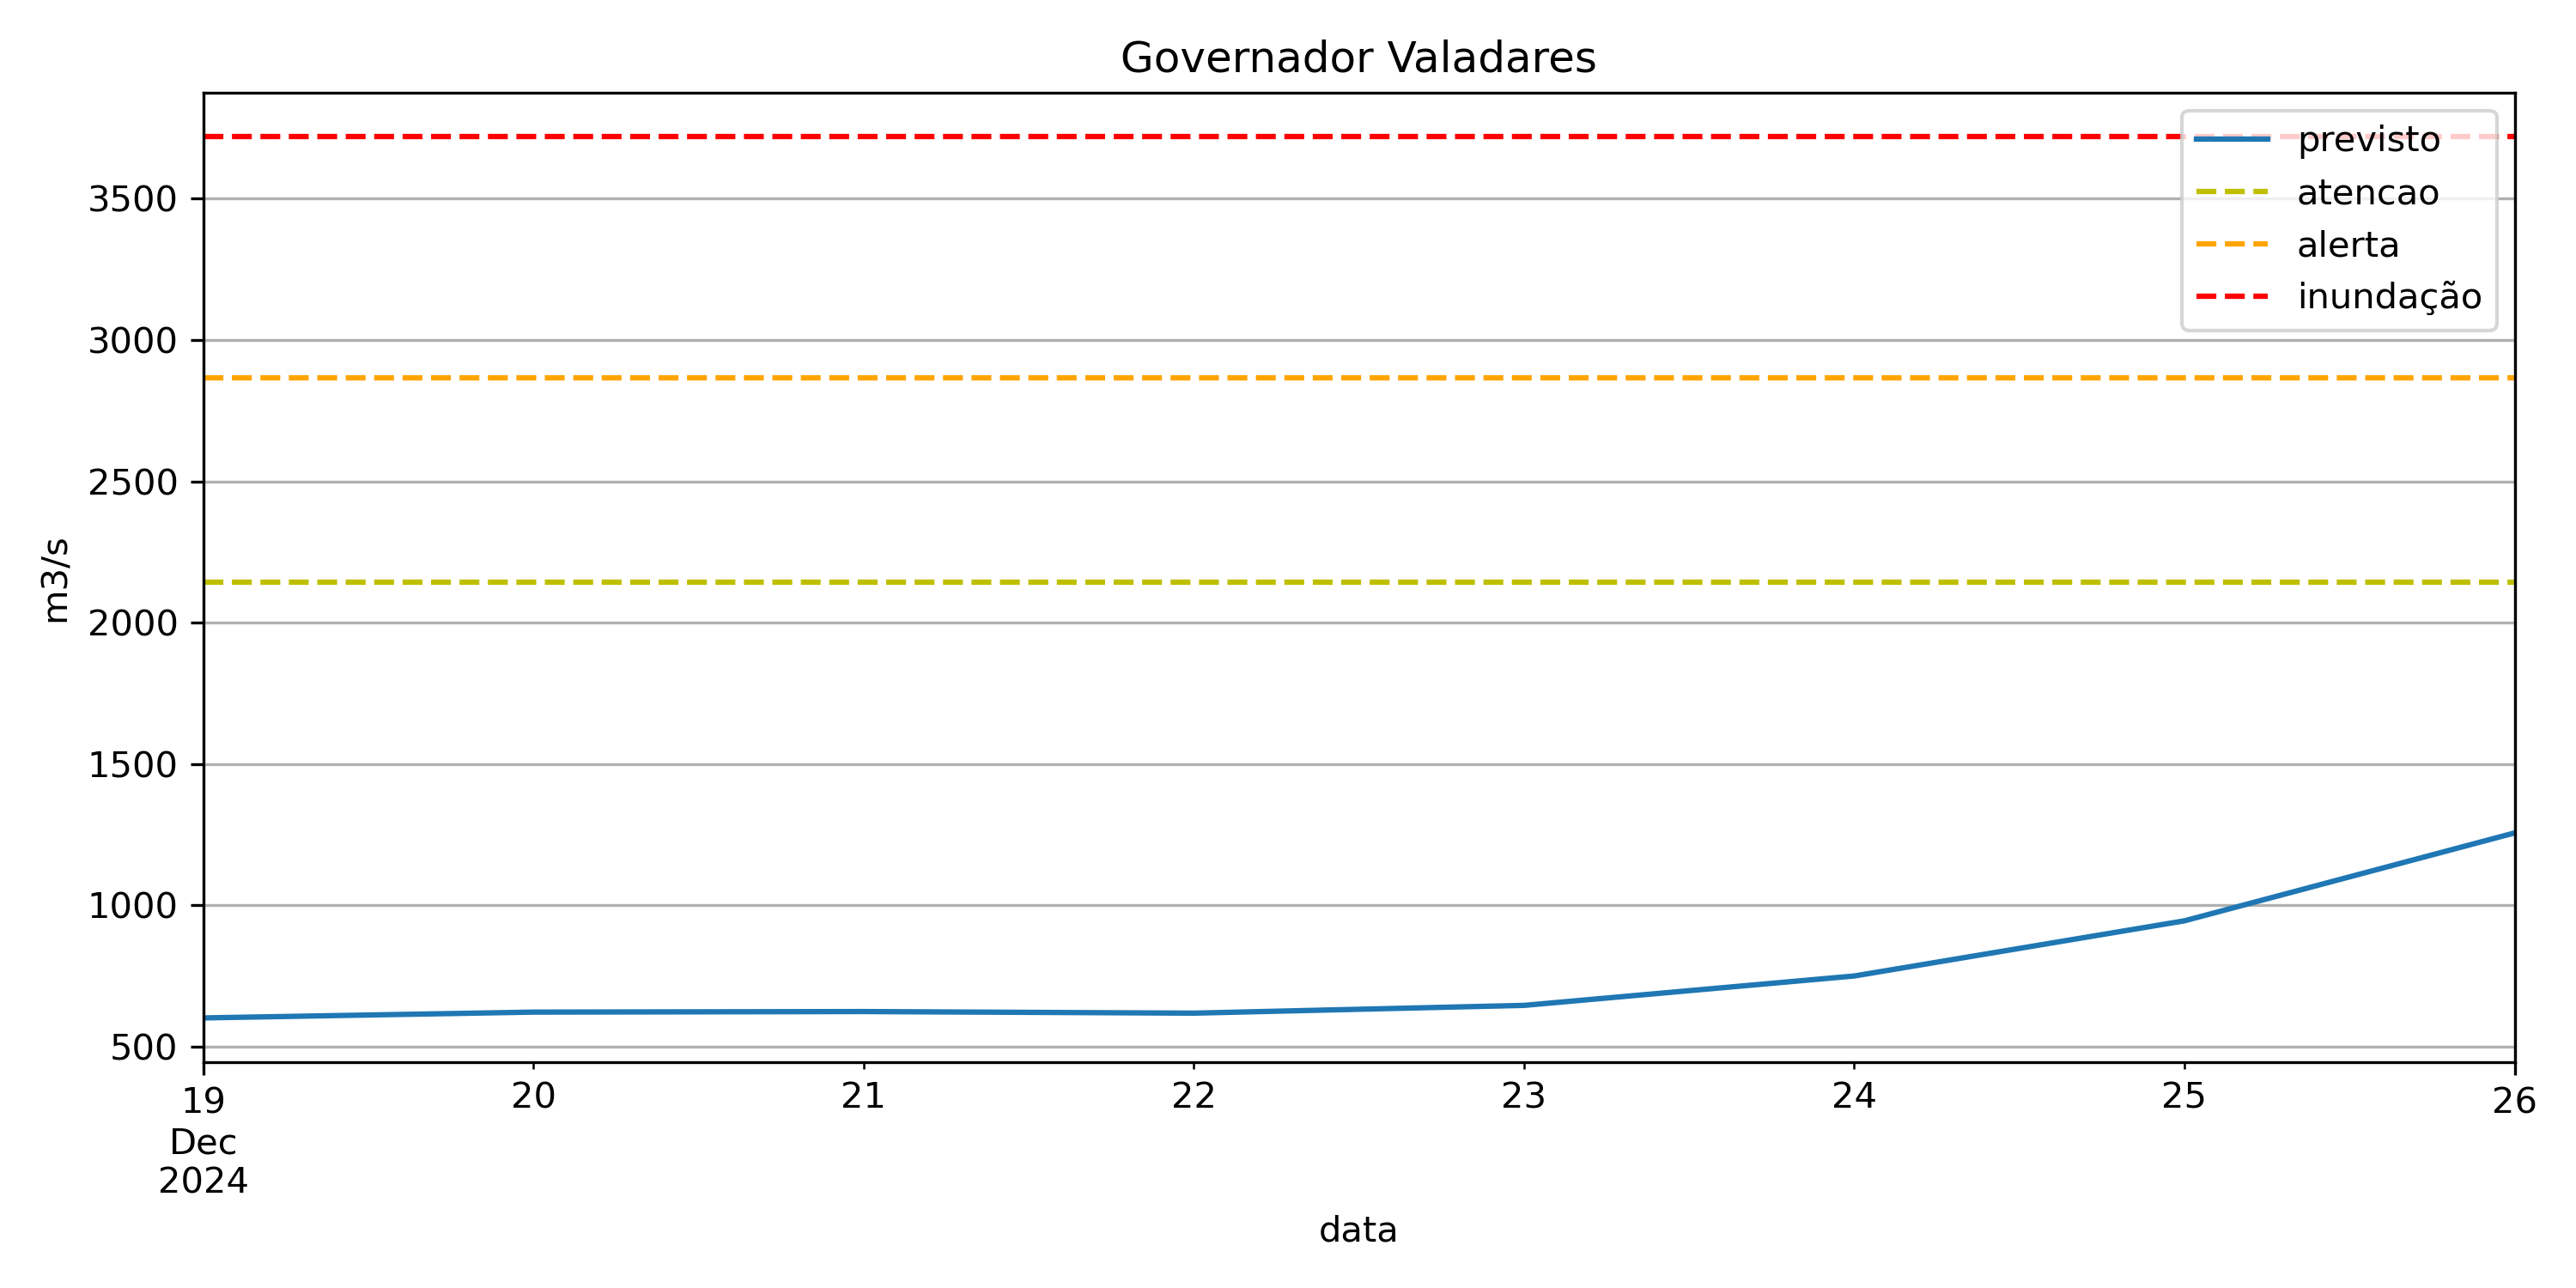 Governador Valadares
previsto
atencao
alerta
inundação
3500
3000
2500
2000
1500
1000
500
m3/s
19 20 21 22 23 24 25 26
Dec
2024
data